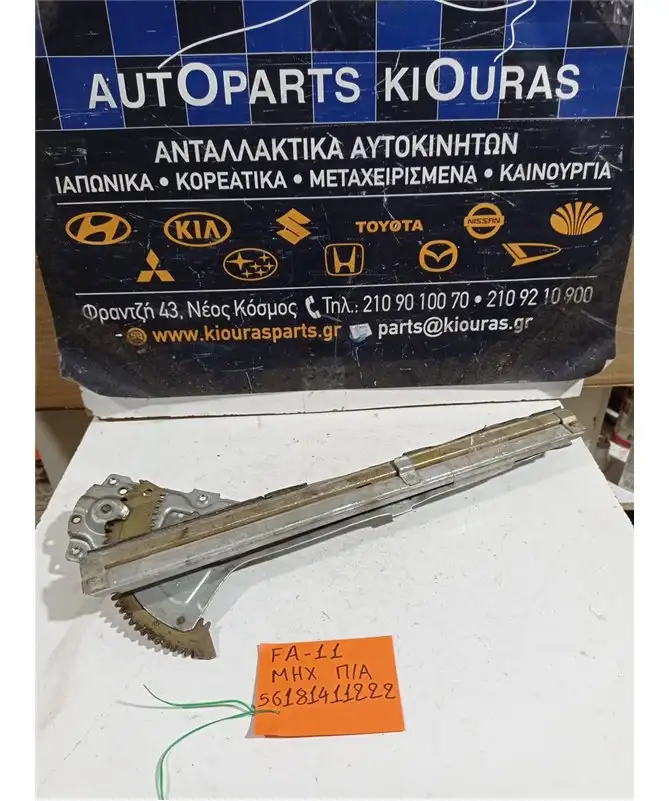 AUTOPARTS KIOURAS
ΑΝΤΑΛΛΑΚΤΙΚΑ ΑΥΤΟΚΙΝΗΤΩΝ
ΙΑΠΩΝΙΚΑ • ΚΟΡΕΑΤΙΚΑ • ΜΕΤΑΧΕΙΡΙΣΜΕΝΑ • ΚΑΙΝΟΥΡΓΙΑ
KIA TOYOTA NISSAN
Φραντζή 43, Νέος Κόσμος Τηλ.: 210 90 100 70 • 210 92 10 900
www.kiourasparts.gr parts@kiouras.gr
FA-11
ΜΗΧ Π/Α
56181411222